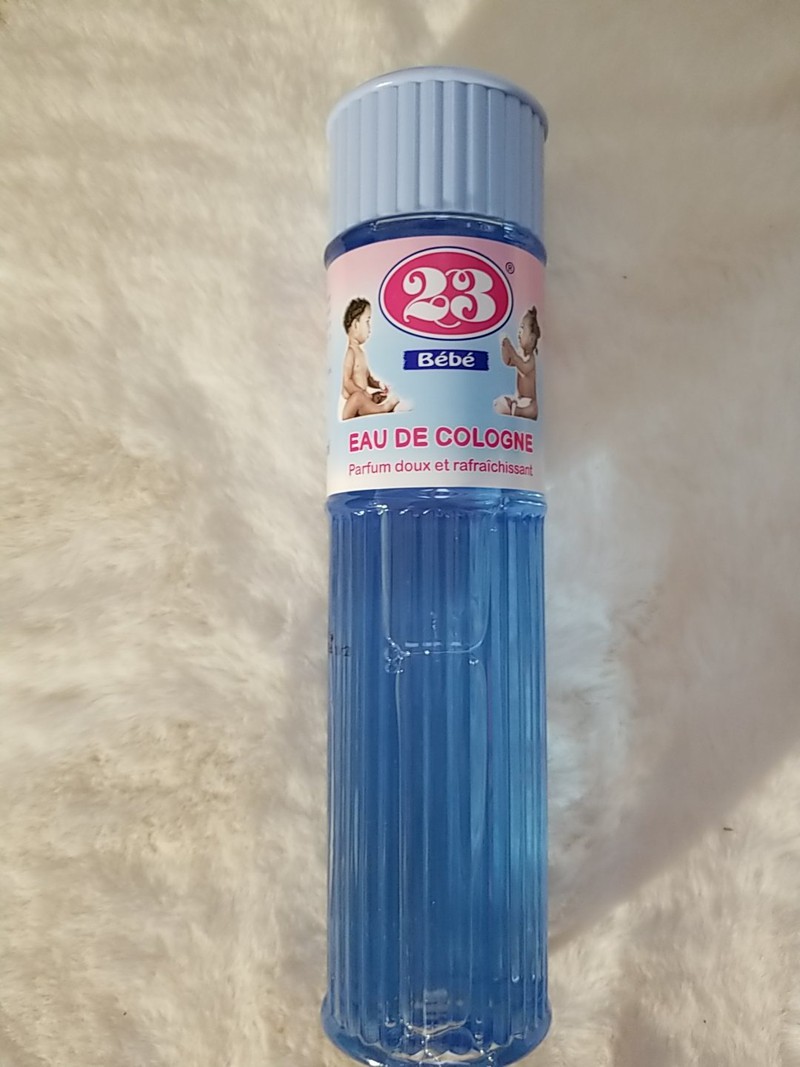 23®
Bébé
EAU DE COLOGNE
Parfum doux et rafraîchissant